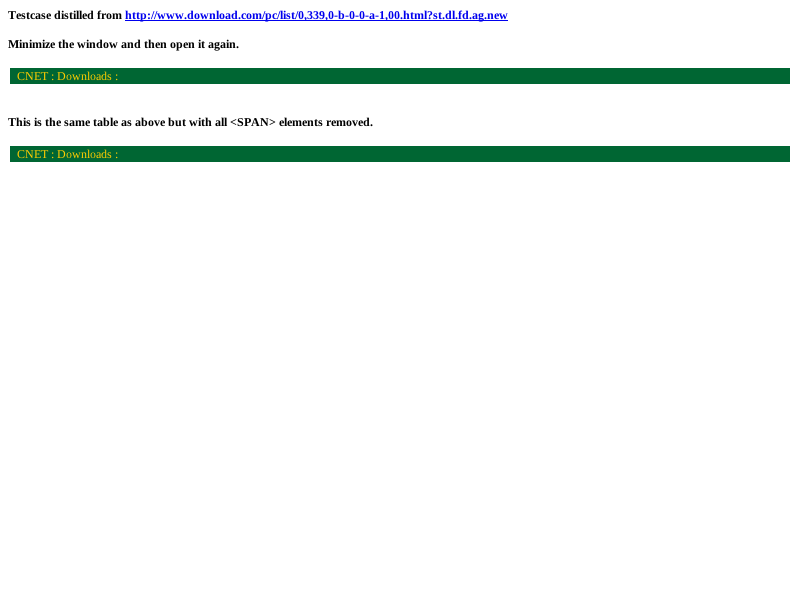 Testcase distilled from http://www.download.com/pc/list/0,339,0-b-0-0-a-1,00.html?st.dl.fd.ag.new
Minimize the window and then open it again.
CNET : Downloads :
This is the same table as above but with all <SPAN> elements removed.
CNET : Downloads :